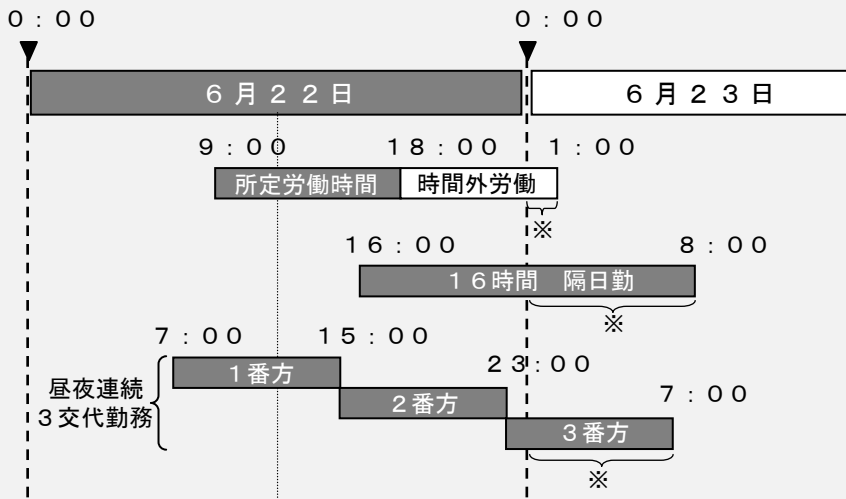 ０：００　０：００
６月２２日　６月２３日
９：００　１８：００　１：００
所定労働時間　時間外労働
※
１６：００　８：００
１６時間　隔日勤
※
７：００　１５：００　２３：００　７：００
昼夜連続
３交代勤務
１番方
２番方
３番方
※